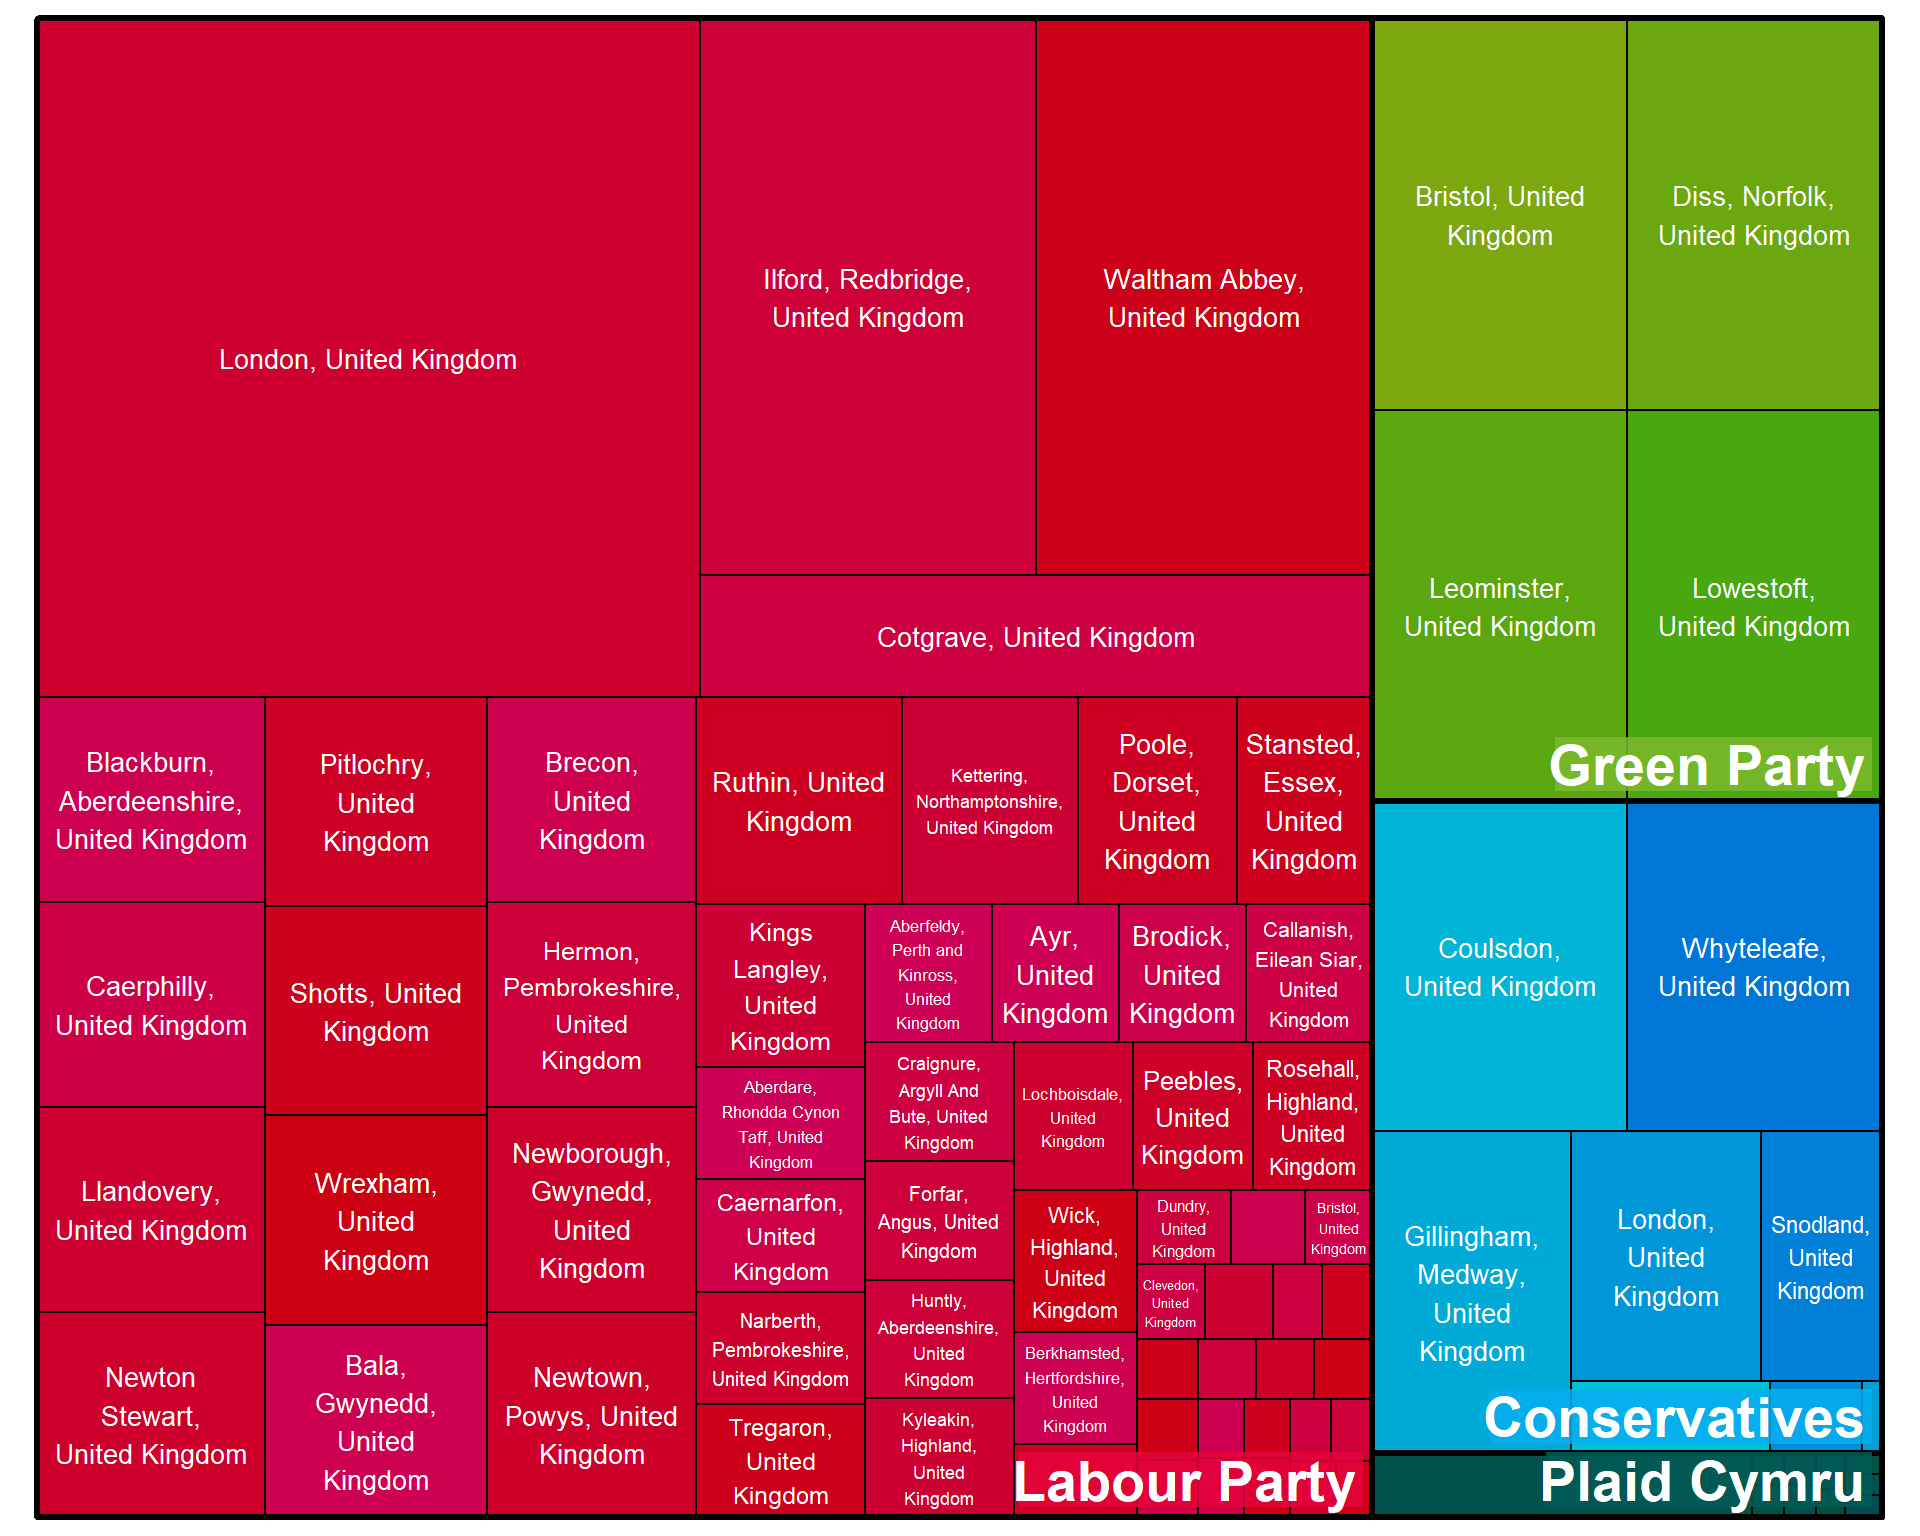 London, United Kingdom
Ilford, Redbridge,
United Kingdom
Waltham Abbey,
United Kingdom
Cotgrave, United Kingdom
Blackburn,
Aberdeenshire,
United Kingdom
Pitlochry,
United
Kingdom
Brecon,
United
Kingdom
Ruthin, United
Kingdom
Kettering,
Northamptonshire,
United Kingdom
Poole,
Dorset,
United
Kingdom
Stansted,
Essex,
United
Kingdom
Caerphilly,
United Kingdom
Shotts, United
Kingdom
Hermon,
Pembrokeshire,
United
Kingdom
Kings
Langley,
United
Kingdom
Aberfeldy,
Perth and
Kinross,
United
Kingdom
Ayr,
United
Kingdom
Brodick,
United
Kingdom
Callanish,
Eilean Siar,
United
Kingdom
Aberdare,
Rhondda Cynon
Taff, United
Kingdom
Craignure,
Argyll And
Bute, United
Kingdom
Lochboisdale,
United
Kingdom
Peebles,
United
Kingdom
Rosehall,
Highland,
United
Kingdom
Llandovery,
United Kingdom
Wrexham,
United
Kingdom
Newborough,
Gwynedd,
United
Kingdom
Caernarfon,
United
Kingdom
Forfar,
Angus, United
Kingdom
Wick,
Highland,
United
Kingdom
Dundry,
United
Kingdom
Bristol,
United
Kingdom
Clevedon,
United
Kingdom
Newton
Stewart,
United Kingdom
Bala,
Gwynedd,
United
Kingdom
Newtown,
Powys, United
Kingdom
Narberth,
Pembrokeshire,
United Kingdom
Huntly,
Aberdeenshire,
United
Kingdom
Berkhamsted,
Hertfordshire,
United
Kingdom
Tregaron,
United
Kingdom
Kyleakin,
Highland,
United
Kingdom
Labour Party
Bristol, United
Kingdom
Diss, Norfolk,
United Kingdom
Leominster,
United Kingdom
Lowestoft,
United Kingdom
Green Party
Coulsdon,
United Kingdom
Whyteleafe,
United Kingdom
Gillingham,
Medway,
United
Kingdom
London,
United
Kingdom
Snodland,
United
Kingdom
Conservatives
Plaid Cymru